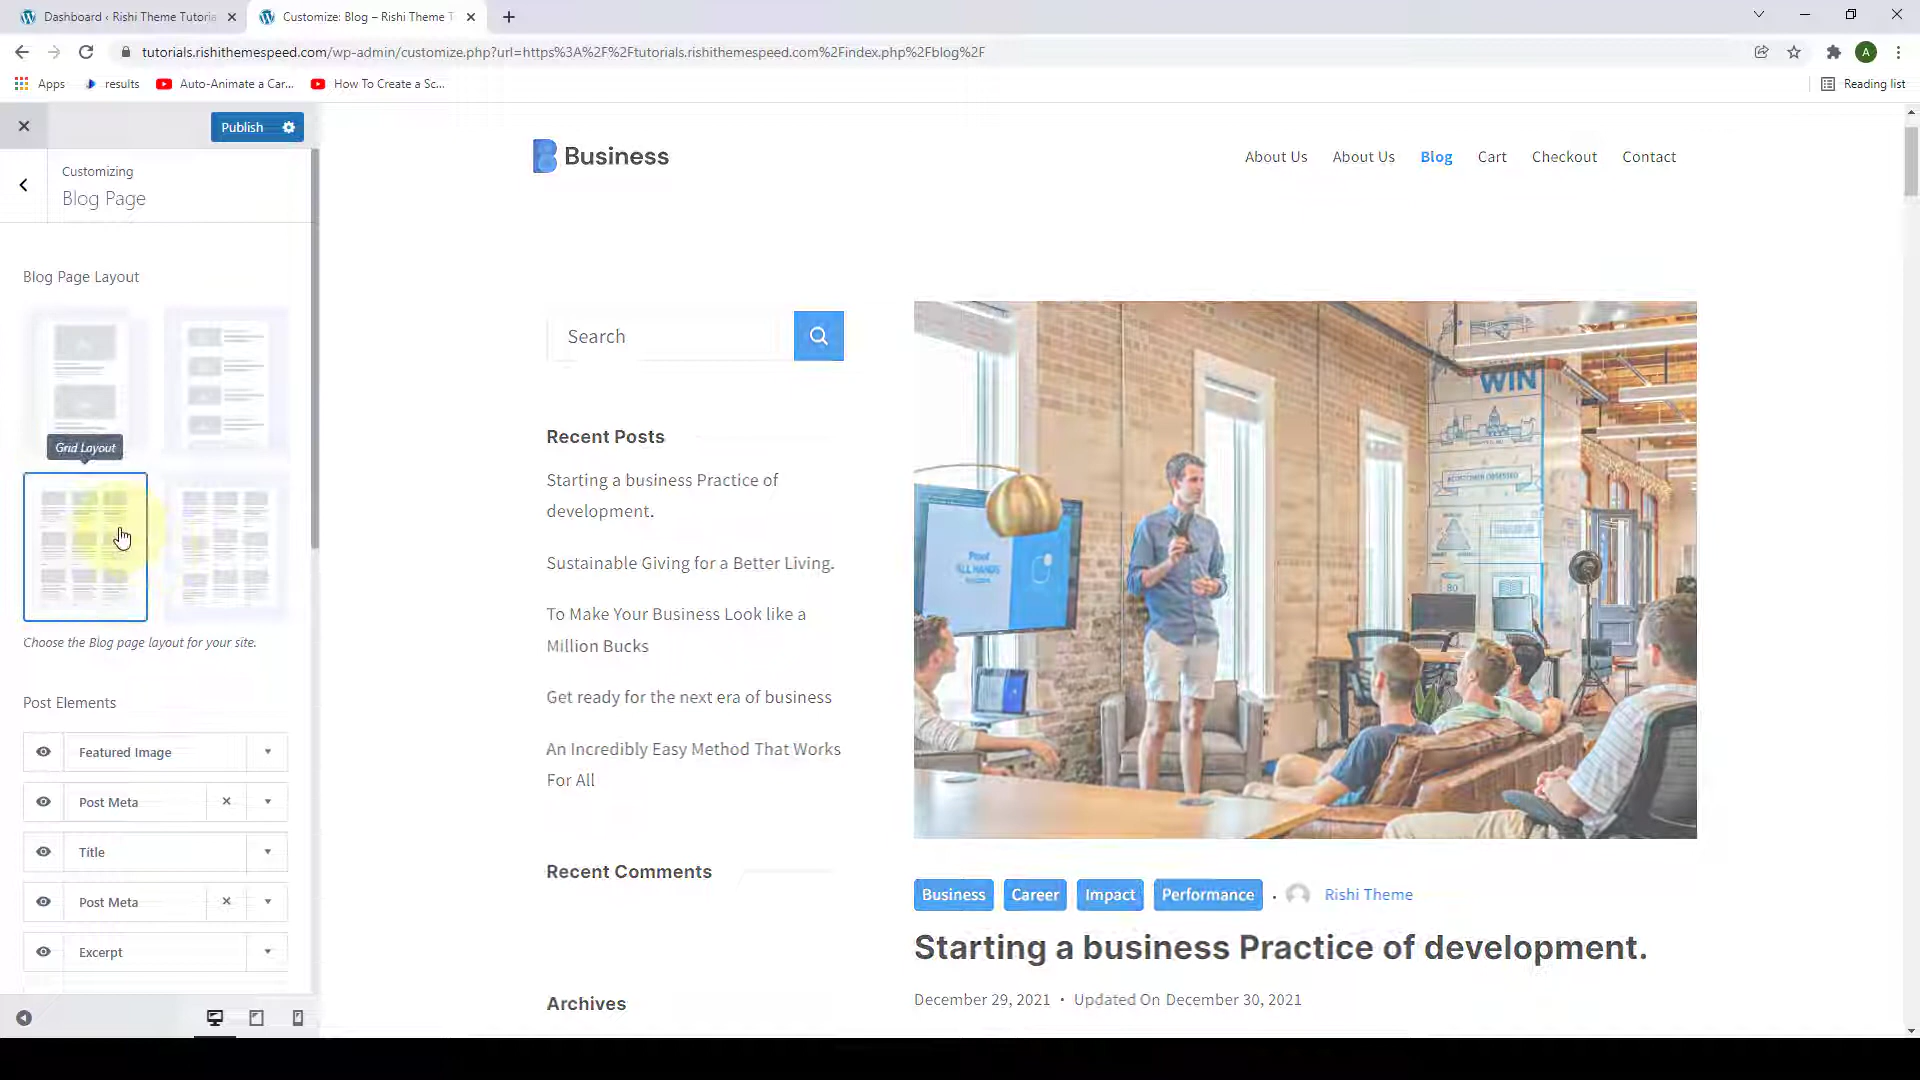 Dashboard ‹ Rishi Theme Tutoria
Customize: Blog – Rishi Theme T
tutorials.rishithemespeed.com/wp-admin/customize.php?url=https%3A%2F%2Ftutorials.rishithemespeed.com%2Findex.php%2Fblog%2F
A
Apps
results
Auto-Animate a Car...
How To Create a Sc...
Reading list
Publish
Customizing
Blog Page
Blog Page Layout
Grid Layout
Choose the Blog page layout for your site.
Post Elements
Featured Image
Post Meta
Title
Post Meta
Excerpt
Business
About Us
About Us
Blog
Cart
Checkout
Contact
Search
Recent Posts
Starting a business Practice of
development.
Sustainable Giving for a Better Living.
To Make Your Business Look like a
Million Bucks
Get ready for the next era of business
An Incredibly Easy Method That Works
For All
Recent Comments
Archives
WIN
Proof
ALL HANDS
CUSTOMER OBSESSED
80
Business Career Impact Performance · Rishi Theme
Starting a business Practice of development.
December 29, 2021 • Updated On December 30, 2021